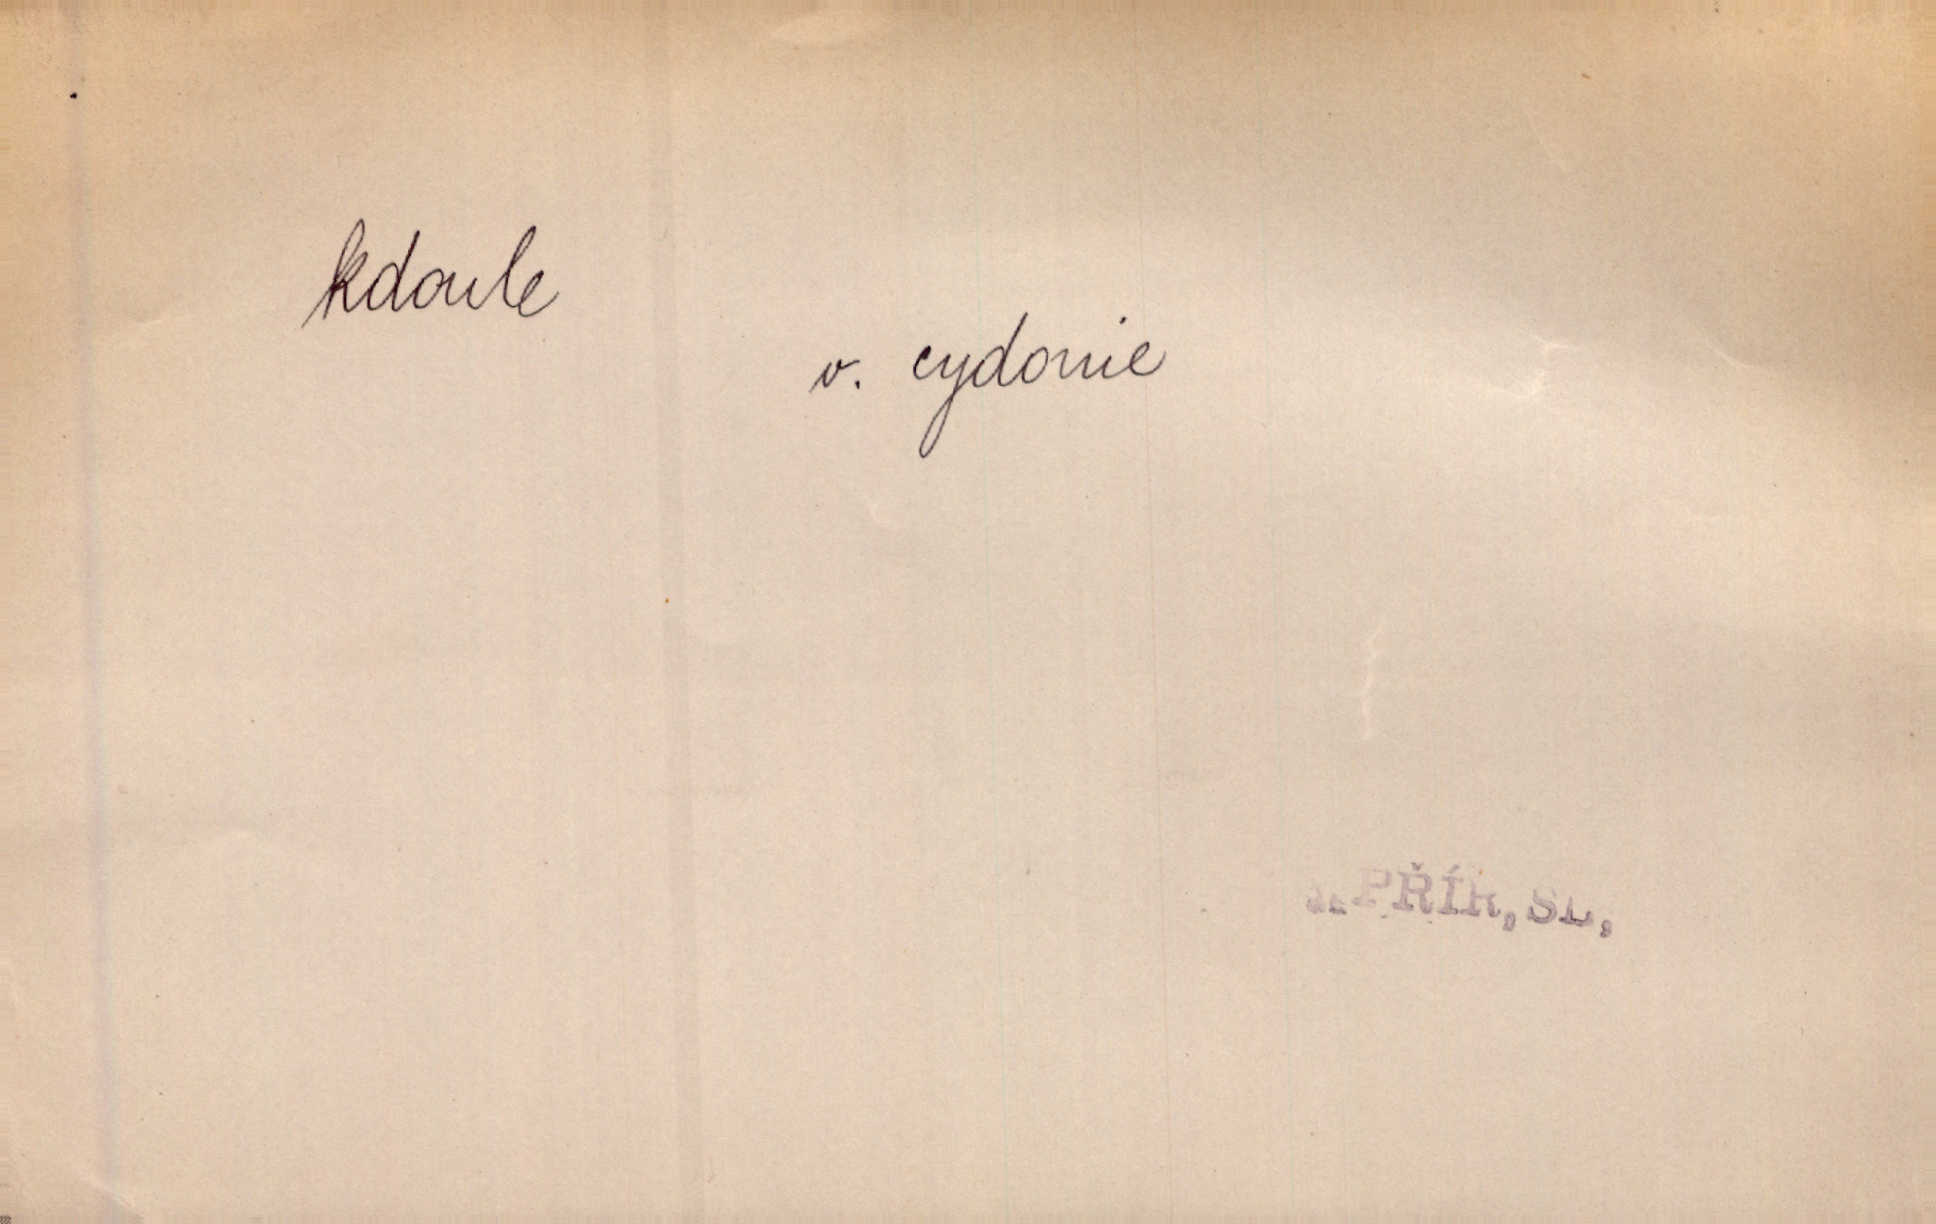 kdoule
v. cydonie
PŘÍR, SL,